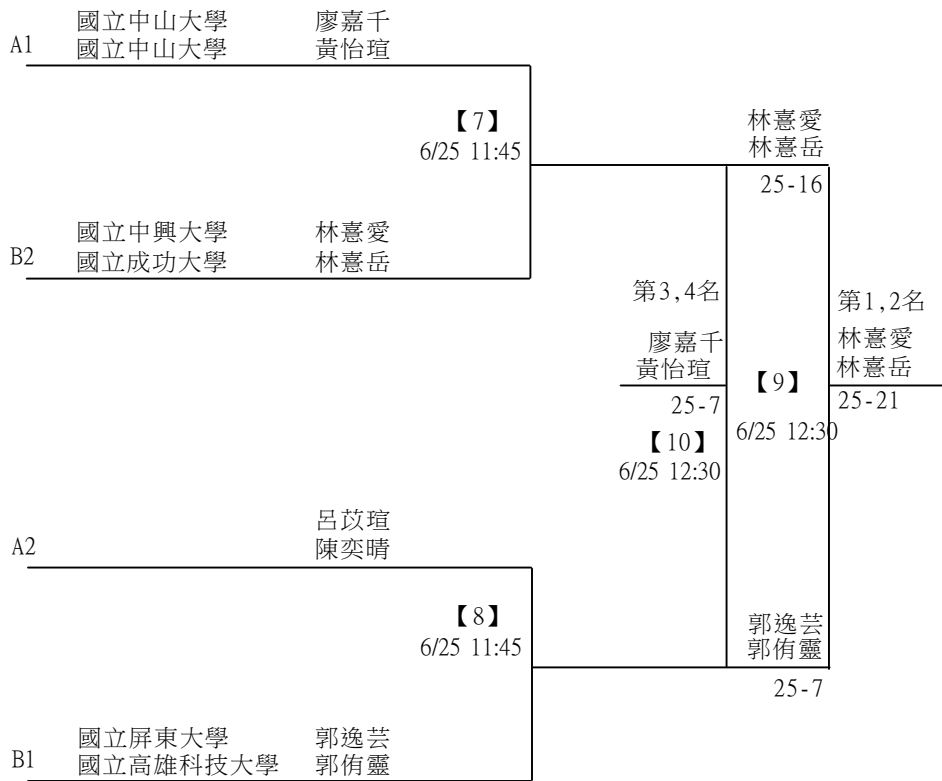 A1 國立中山大學 廖嘉千
國立中山大學 黃怡瑄
【7】
6/25 11:45
林憙愛
林憙岳
25-16
B2 國立中興大學 林憙愛
國立成功大學 林憙岳
第3,4名
廖嘉千
黃怡瑄
25-7
【10】
6/25 12:30
第1,2名
林憙愛
林憙岳
25-21
【9】
6/25 12:30
A2 呂苡瑄
陳奕晴
【8】
6/25 11:45
郭逸芸
郭侑靈
25-7
B1 國立屏東大學 郭逸芸
國立高雄科技大學 郭侑靈